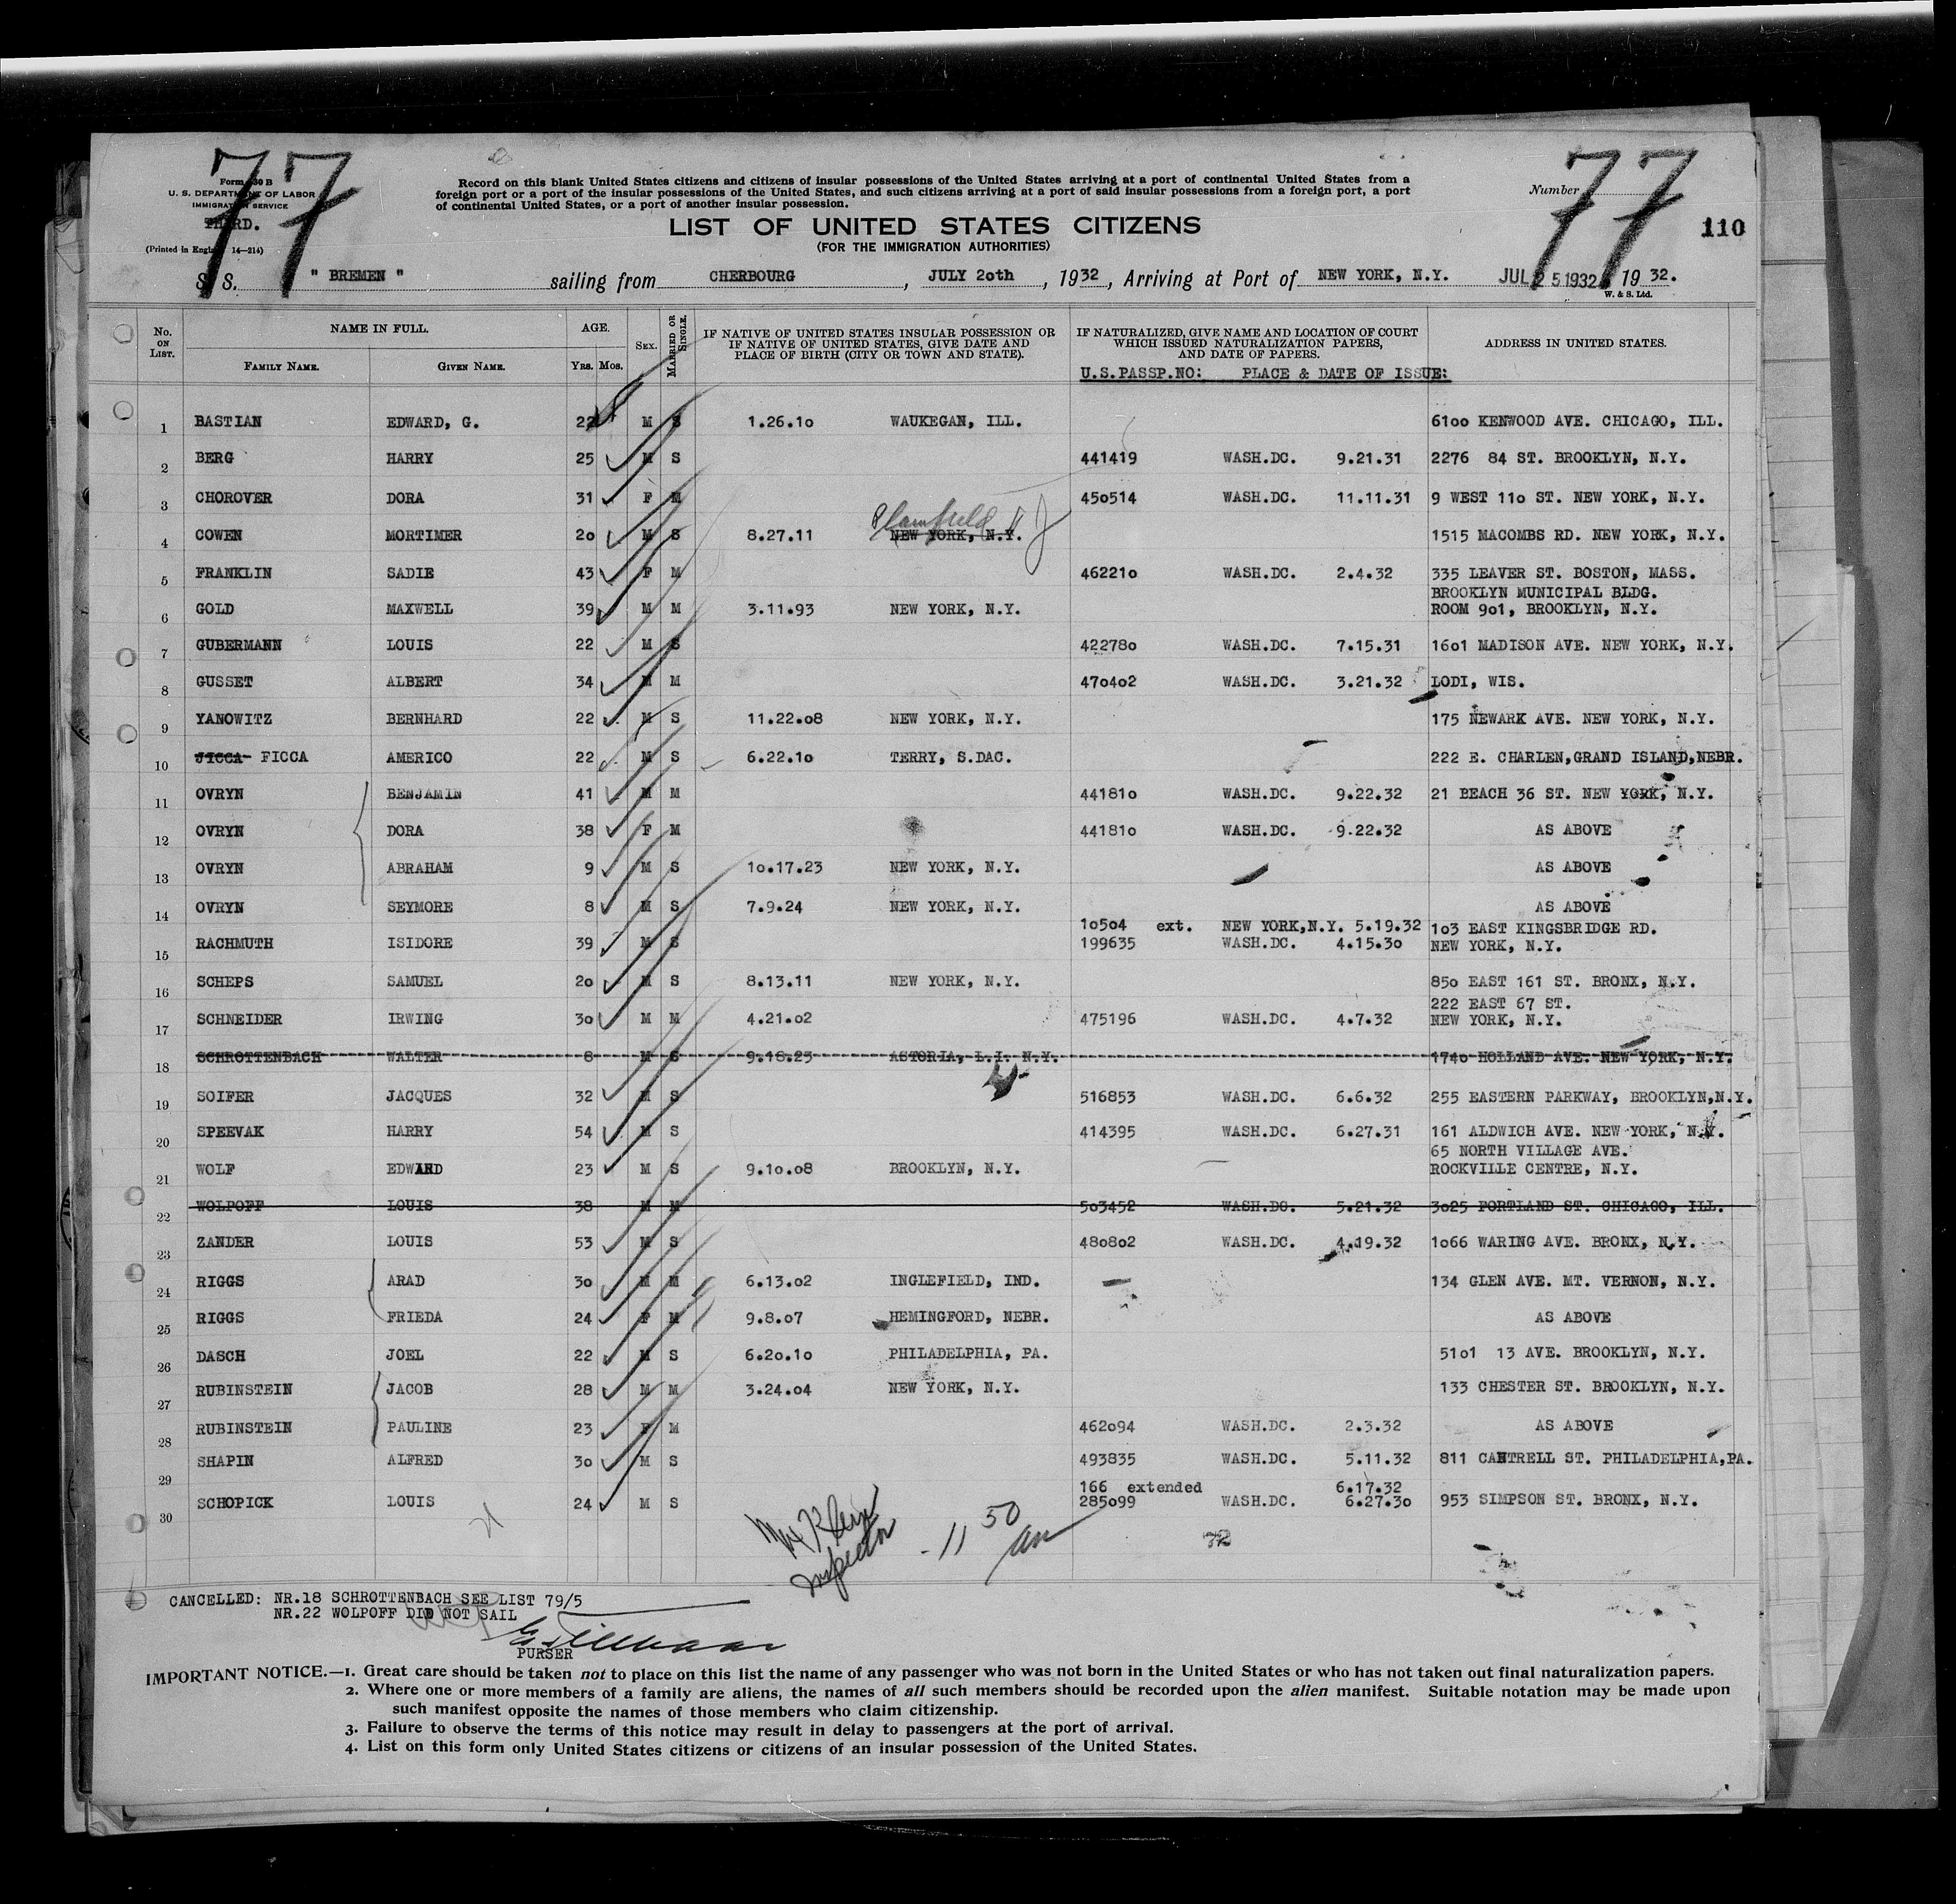 77
77
Form 630 B
U. S. DEPARTMENT OF LABOR
IMMIGRATION SERVICE
THIRD.
(Printed in England 14—214)
Record on this blank United States citizens and citizens of insular possessions of the United States arriving at a port of continental United States from a
foreign port or a port of the insular possessions of the United States, and such citizens arriving at a port of said insular possessions from a foreign port, a port
of continental United States, or a port of another insular possession.
Number
110
LIST OF UNITED STATES CITIZENS
(FOR THE IMMIGRATION AUTHORITIES)
S. S. " BREMEN " sailing from CHERBOURG, JULY 20th, 1932, Arriving at Port of NEW YORK, N.Y. JUL 25 1932 1932.
W. & S. Ltd.
No. ON LIST. NAME IN FULL. FAMILY NAME. GIVEN NAME. AGE. YRS. MOS. SEX. MARRIED OR SINGLE. IF NATIVE OF UNITED STATES INSULAR POSSESSION OR IF NATIVE OF UNITED STATES, GIVE DATE AND PLACE OF BIRTH (CITY OR TOWN AND STATE). IF NATURALIZED, GIVE NAME AND LOCATION OF COURT WHICH ISSUED NATURALIZATION PAPERS, AND DATE OF PAPERS. ADDRESS IN UNITED STATES.
U.S.PASSP.NO: PLACE & DATE OF ISSUE:
1 BASTIAN EDWARD, G. 22 M S 1.26.10 WAUKEGAN, ILL. 6100 KENWOOD AVE. CHICAGO, ILL.
2 BERG HARRY 25 M S 441419 WASH.DC. 9.21.31 2276 84 ST. BROOKLYN, N.Y.
3 CHOROVER DORA 31 F M 450514 WASH.DC. 11.11.31 9 WEST 110 ST. NEW YORK, N.Y.
Plainfield N J
4 COWEN MORTIMER 20 M S 8.27.11 NEW YORK, N.Y. 1515 MACOMBS RD. NEW YORK, N.Y.
5 FRANKLIN SADIE 43 F M 462210 WASH.DC. 2.4.32 335 LEAVER ST. BOSTON, MASS.
BROOKLYN MUNICIPAL BLDG.
6 GOLD MAXWELL 39 M M 3.11.93 NEW YORK, N.Y. ROOM 901, BROOKLYN, N.Y.
7 GUBERMANN LOUIS 22 M S 422780 WASH.DC. 7.15.31 1601 MADISON AVE. NEW YORK, N.Y.
8 GUSSET ALBERT 34 M M 470402 WASH.DC. 3.21.32 LODI, WIS.
9 YANOWITZ BERNHARD 22 M S 11.22.08 NEW YORK, N.Y. 175 NEWARK AVE. NEW YORK, N.Y.
10 JICCA- FICCA AMERICO 22 M S 6.22.10 TERRY, S.DAC. 222 E. CHARLEN,GRAND ISLAND,NEBR.
11 OVRYN BENJAMIN 41 M M 441810 WASH.DC. 9.22.32 21 BEACH 36 ST. NEW YORK, N.Y.
12 OVRYN DORA 38 F M 441810 WASH.DC. 9.22.32 AS ABOVE
13 OVRYN ABRAHAM 9 M S 10.17.23 NEW YORK, N.Y. AS ABOVE
14 OVRYN SEYMORE 8 M S 7.9.24 NEW YORK, N.Y. AS ABOVE
10504 ext. NEW YORK,N.Y. 5.19.32 103 EAST KINGSBRIDGE RD.
15 RACHMUTH ISIDORE 39 M S 199635 WASH.DC. 4.15.30 NEW YORK, N.Y.
16 SCHEPS SAMUEL 20 M S 8.13.11 NEW YORK, N.Y. 850 EAST 161 ST. BRONX, N.Y.
222 EAST 67 ST.
17 SCHNEIDER IRWING 30 M M 4.21.02 475196 WASH.DC. 4.7.32 NEW YORK, N.Y.
18 SCHROTTENBACH WALTER 8 M S 9.18.23 ASTORIA, L.I. N.Y. 1740 HOLLAND AVE. NEW YORK, N.Y.
19 SOIFER JACQUES 32 M S 516853 WASH.DC. 6.6.32 255 EASTERN PARKWAY, BROOKLYN,N.Y.
20 SPEEVAK HARRY 54 M S 414395 WASH.DC. 6.27.31 161 ALDWICH AVE. NEW YORK, N.Y.
65 NORTH VILLAGE AVE.
21 WOLF EDWARD 23 M S 9.10.08 BROOKLYN, N.Y. ROCKVILLE CENTRE, N.Y.
22 WOLPOFF LOUIS 38 M M 503452 WASH.DC. 5.21.32 3025 PORTLAND ST. CHICAGO, ILL.
23 ZANDER LOUIS 53 M S 480802 WASH.DC. 4.19.32 1066 WARING AVE. BRONX, N.Y.
24 RIGGS ARAD 30 M M 6.13.02 INGLEFIELD, IND. 134 GLEN AVE. MT. VERNON, N.Y.
25 RIGGS FRIEDA 24 F M 9.8.07 HEMINGFORD, NEBR. AS ABOVE
26 DASCH JOEL 22 M S 6.20.10 PHILADELPHIA, PA. 5101 13 AVE. BROOKLYN, N.Y.
27 RUBINSTEIN JACOB 28 M M 3.24.04 NEW YORK, N.Y. 133 CHESTER ST. BROOKLYN, N.Y.
28 RUBINSTEIN PAULINE 23 F M 462094 WASH.DC. 2.3.32 AS ABOVE
29 SHAPIN ALFRED 30 M S 493835 WASH.DC. 5.11.32 811 CANTRELL ST. PHILADELPHIA,PA.
166 extended 6.17.32
30 SCHOPICK LOUIS 24 M S 285099 WASH.DC. 6.27.30 953 SIMPSON ST. BRONX, N.Y.
Inspector
11 50 am
CANCELLED: NR.18 SCHROTTENBACH SEE LIST 79/5
NR.22 WOLPOFF DID NOT SAIL
PURSER
IMPORTANT NOTICE.—1. Great care should be taken not to place on this list the name of any passenger who was not born in the United States or who has not taken out final naturalization papers.
2. Where one or more members of a family are aliens, the names of all such members should be recorded upon the alien manifest. Suitable notation may be made upon
such manifest opposite the names of those members who claim citizenship.
3. Failure to observe the terms of this notice may result in delay to passengers at the port of arrival.
4. List on this form only United States citizens or citizens of an insular possession of the United States.